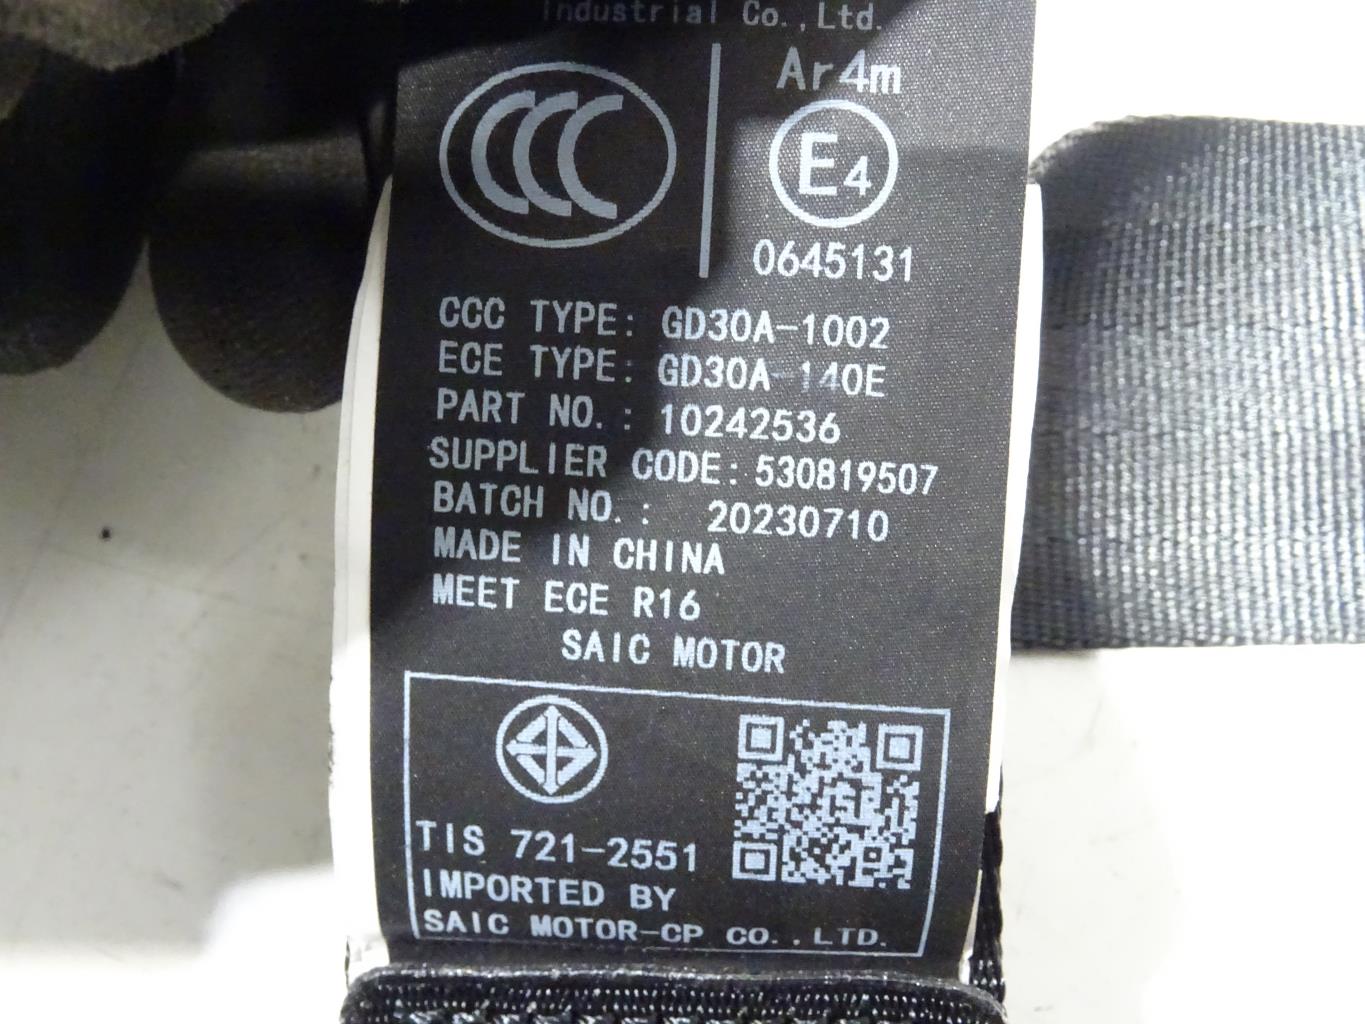 Industrial Co.,Ltd.
CCC
Ar4m
E4
0645131
CCC TYPE: GD30A-1002
ECE TYPE: GD30A-140E
PART NO.: 10242536
SUPPLIER CODE: 530819507
BATCH NO.: 20230710
MADE IN CHINA
MEET ECE R16
SAIC MOTOR
TIS 721-2551
IMPORTED BY
SAIC MOTOR-CP CO.,LTD.